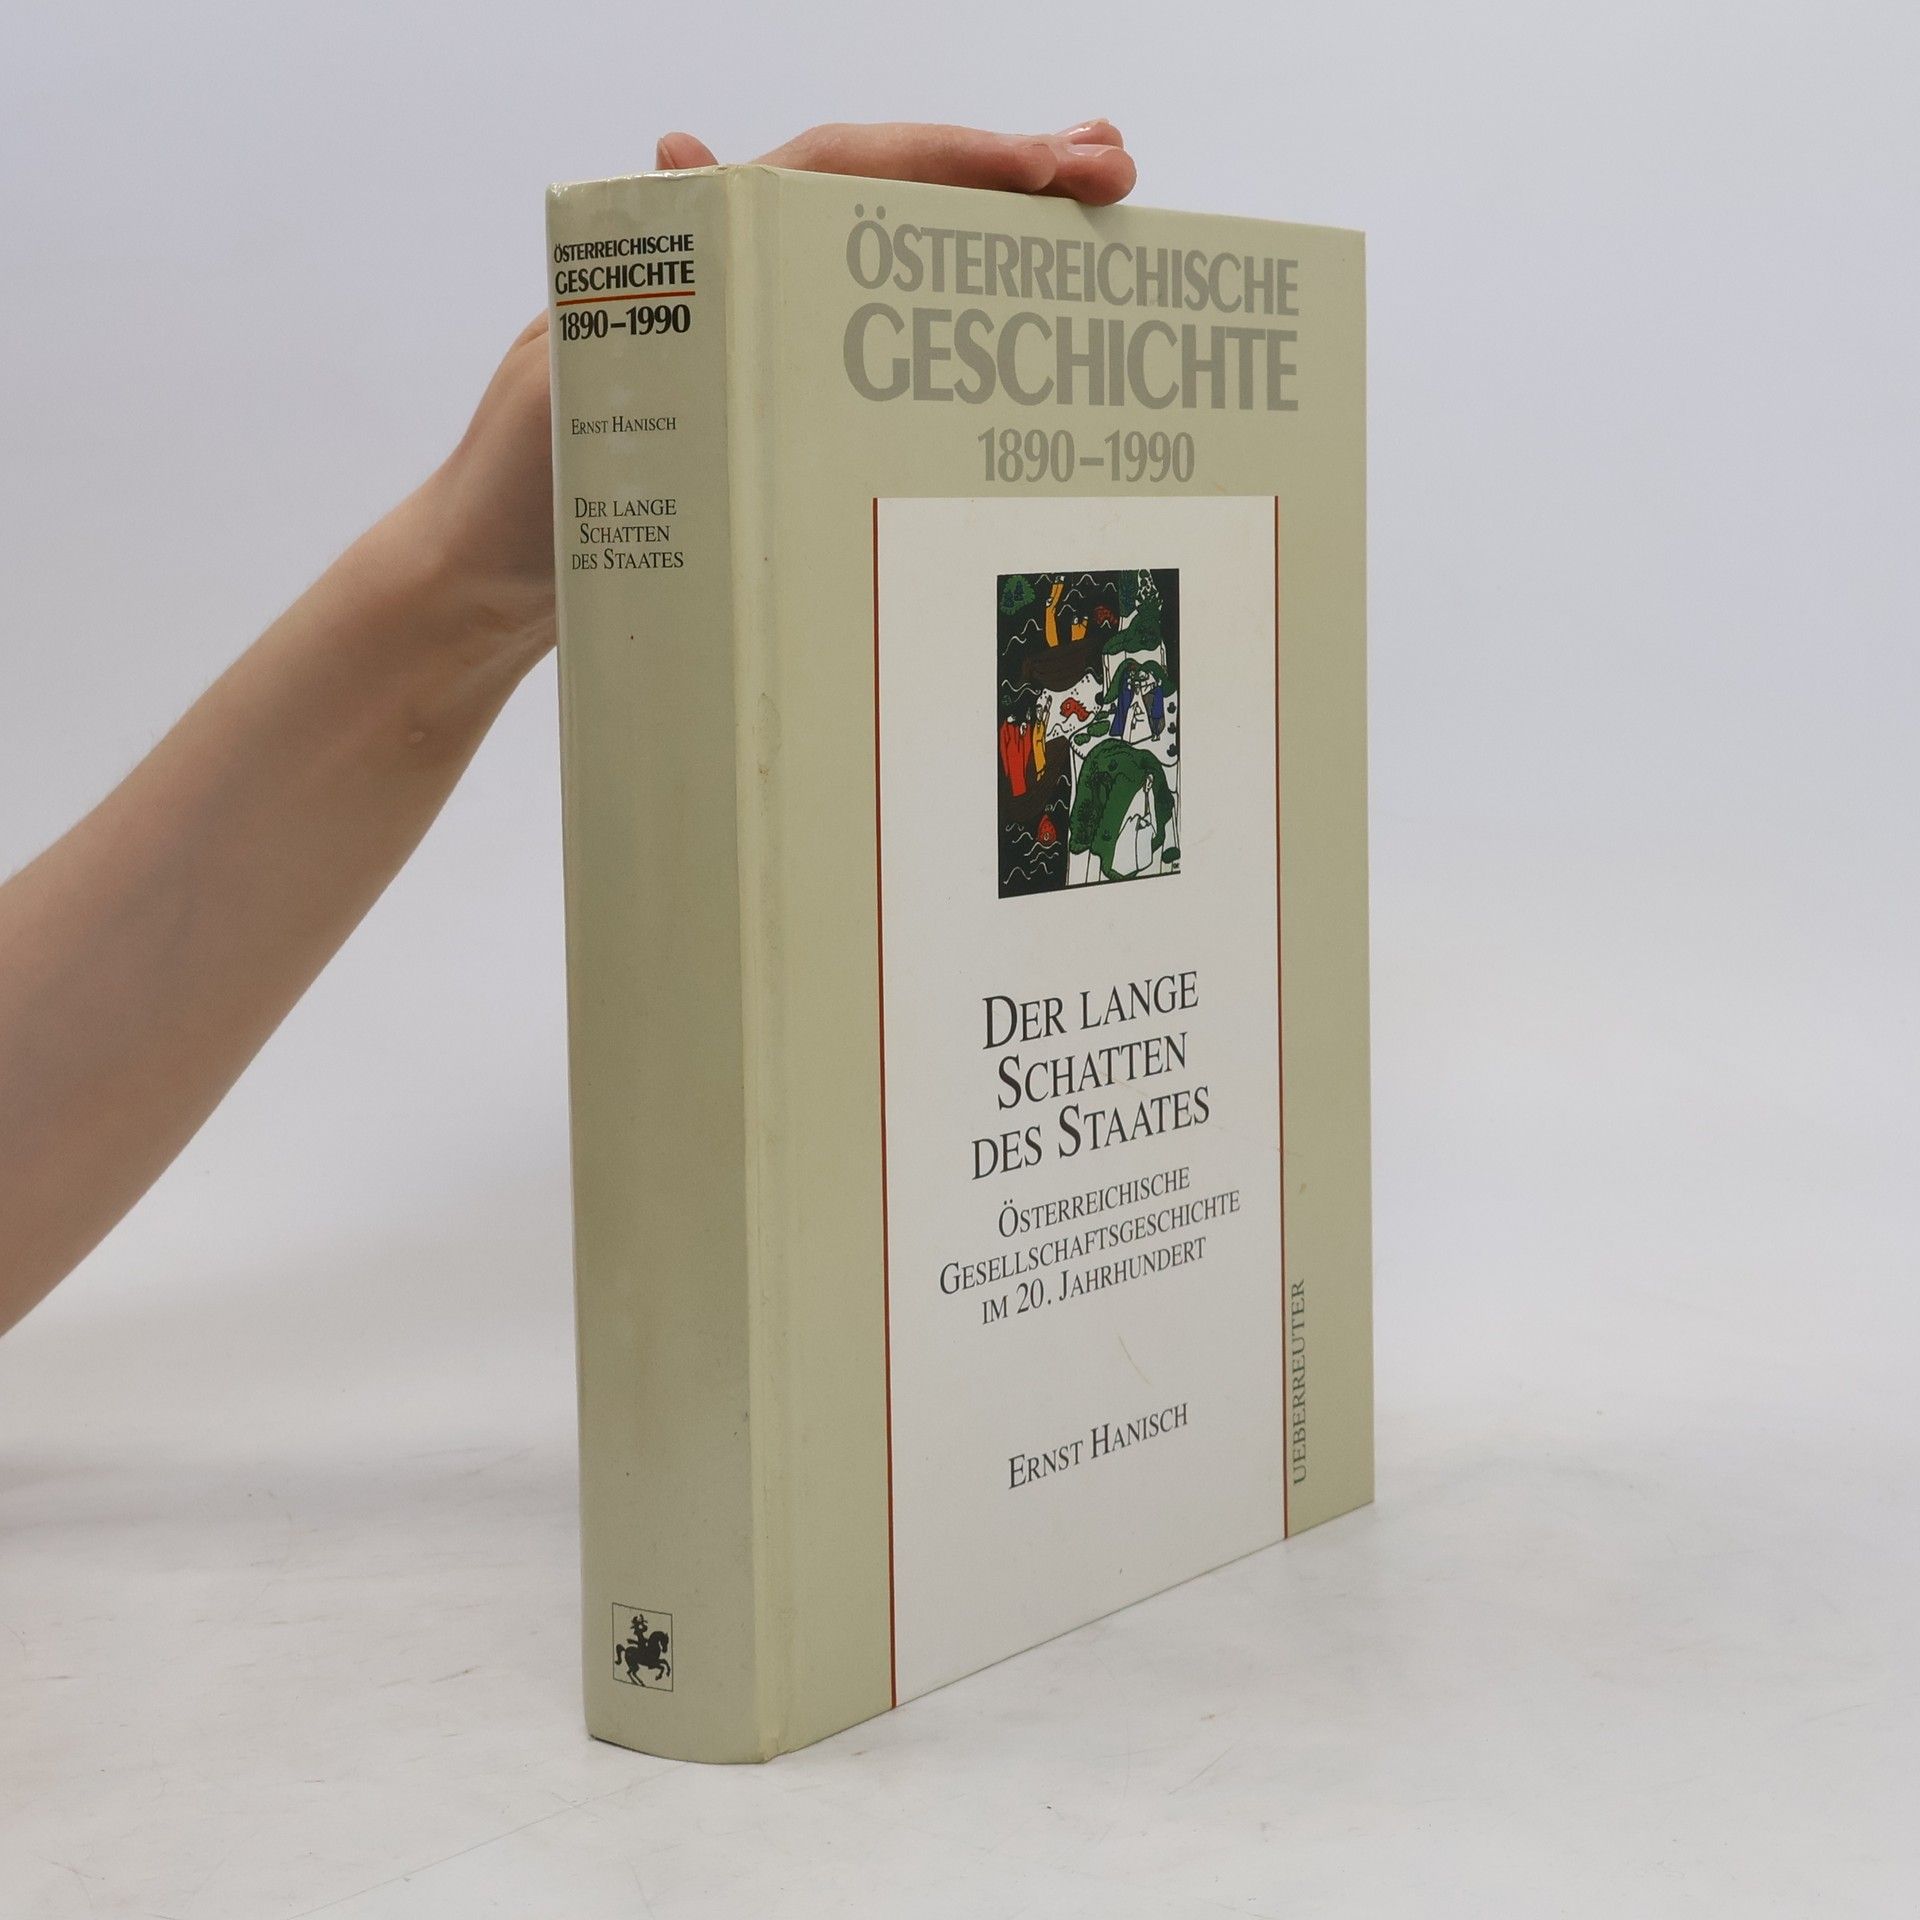 ÖSTERREICHISCHE
GESCHICHTE
1890–1990
ERNST HANISCH
DER LANGE
SCHATTEN
DES STAATES
ÖSTERREICHISCHE
GESCHICHTE
1890–1990
DER LANGE
SCHATTEN
DES STAATES
ÖSTERREICHISCHE
GESELLSCHAFTSGESCHICHTE
IM 20. JAHRHUNDERT
ERNST HANISCH
UEBERREUTER